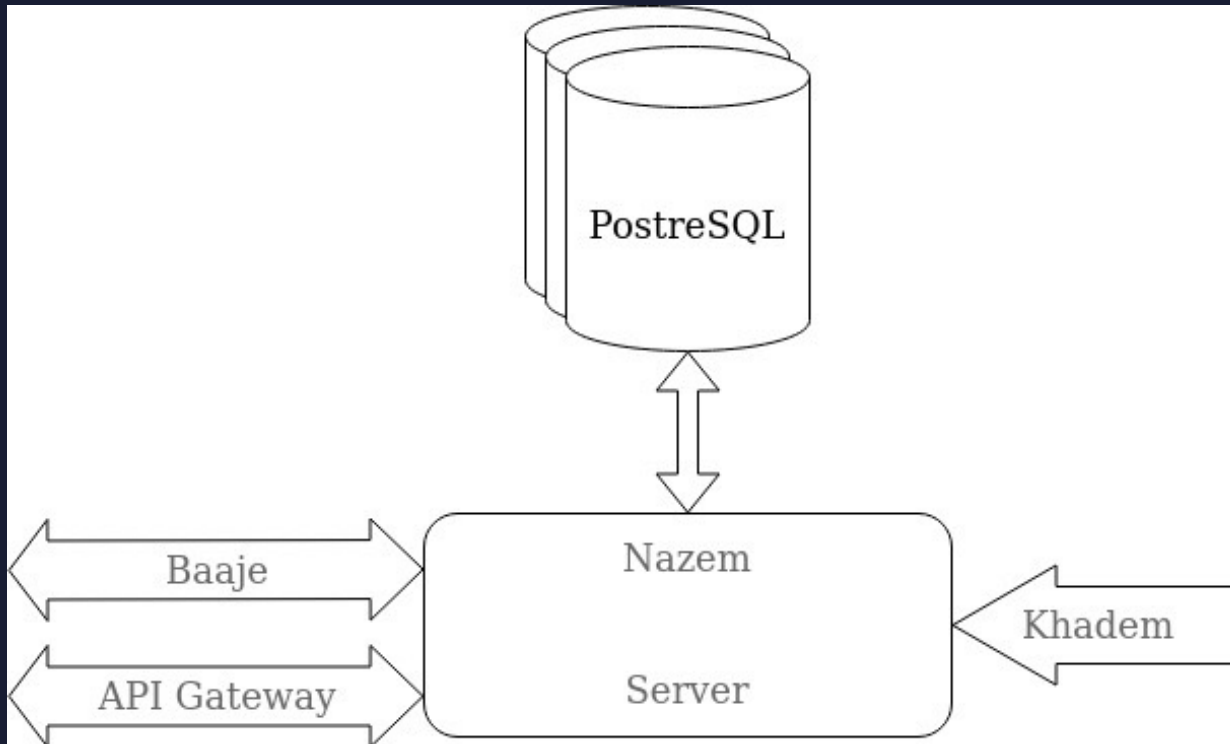 PostreSQL
Baaje
Nazem
Khadem
API Gateway
Server